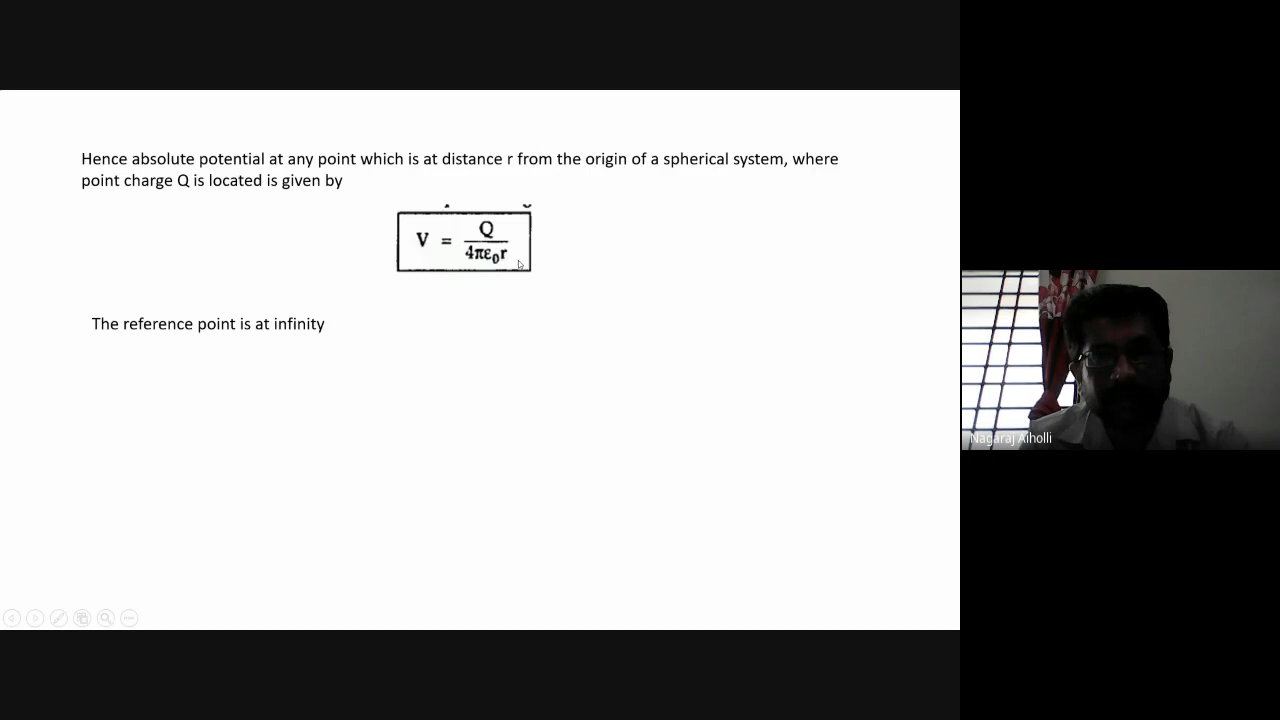 Hence absolute potential at any point which is at distance r from the origin of a spherical system, where
point charge Q is located is given by
V = Q / 4πε₀r
The reference point is at infinity
Nagaraj Aiholli